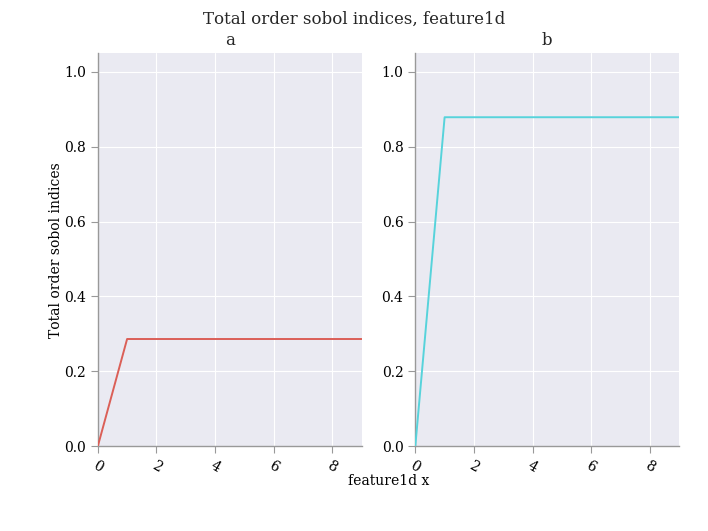 Total order sobol indices, feature1d
a
b
Total order sobol indices
1.0
0.8
0.6
0.4
0.2
0.0
0 2 4 6 8
1.0
0.8
0.6
0.4
0.2
0.0
0 2 4 6 8
feature1d x